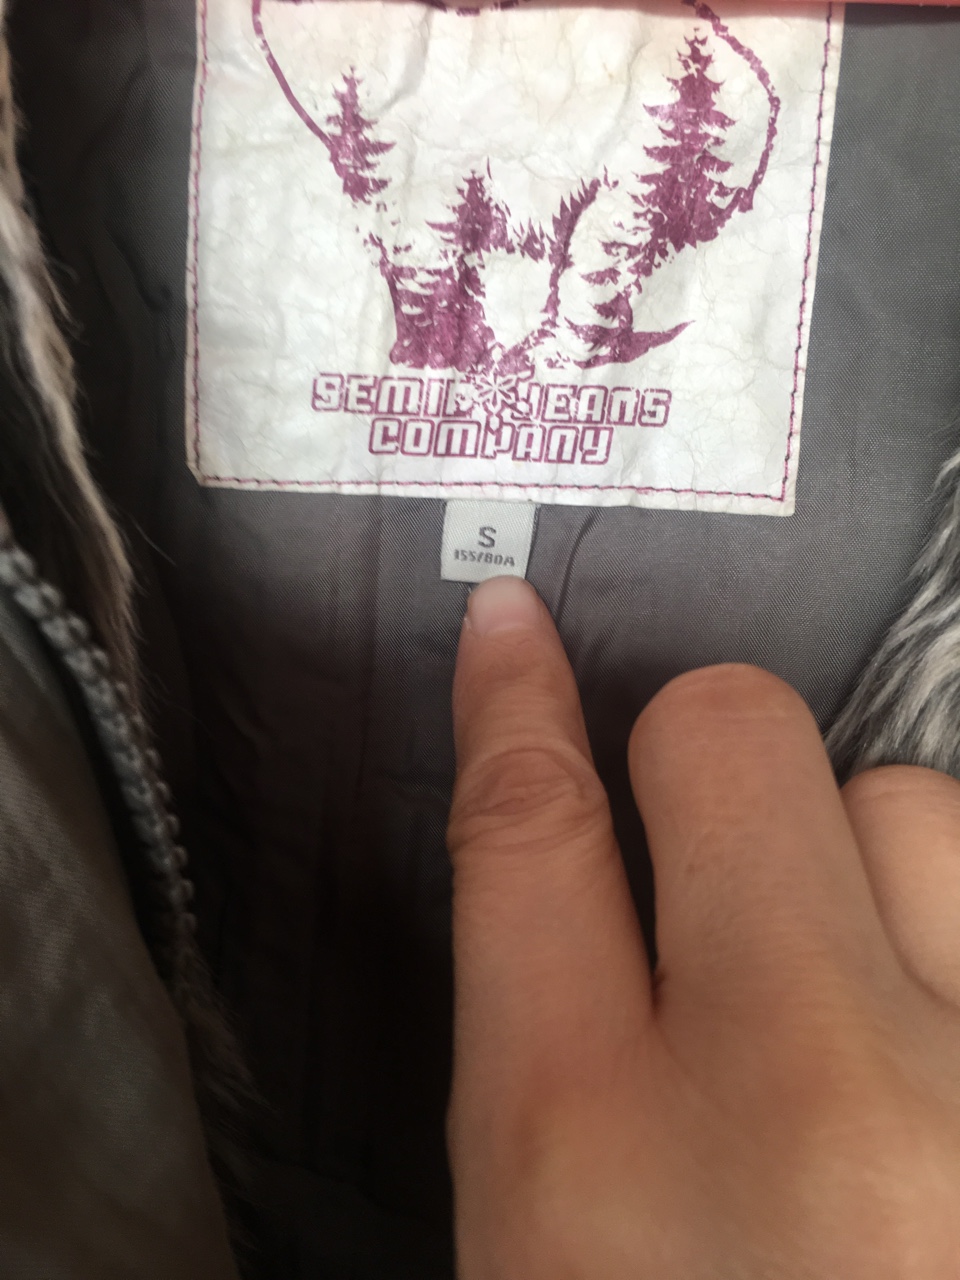 SEMIR JEANS
COMPANY
S
155/80A